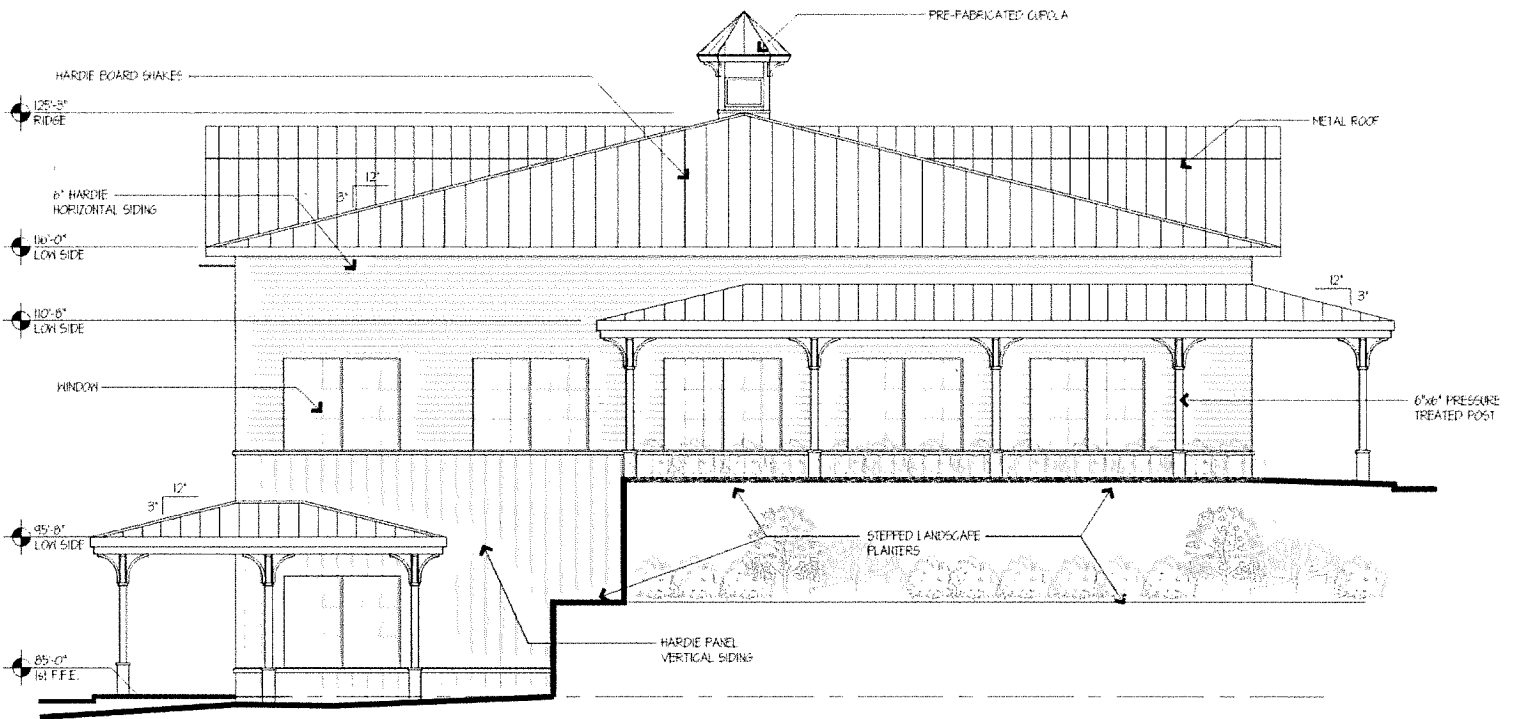 PRE-FABRICATED CUPOLA
HARDIE BOARD SHAKES
125'-3"
RIDGE
METAL ROOF
12"
3"
6" HARDIE
HORIZONTAL SIDING
116'-0"
LOW SIDE
12"
3"
110'-8"
LOW SIDE
WINDOW
6"x6" PRESSURE
TREATED POST
12"
3"
95'-8"
LOW SIDE
STEPPED LANDSCAPE
PLANTERS
HARDIE PANEL
VERTICAL SIDING
85'-0"
1st F.F.E.